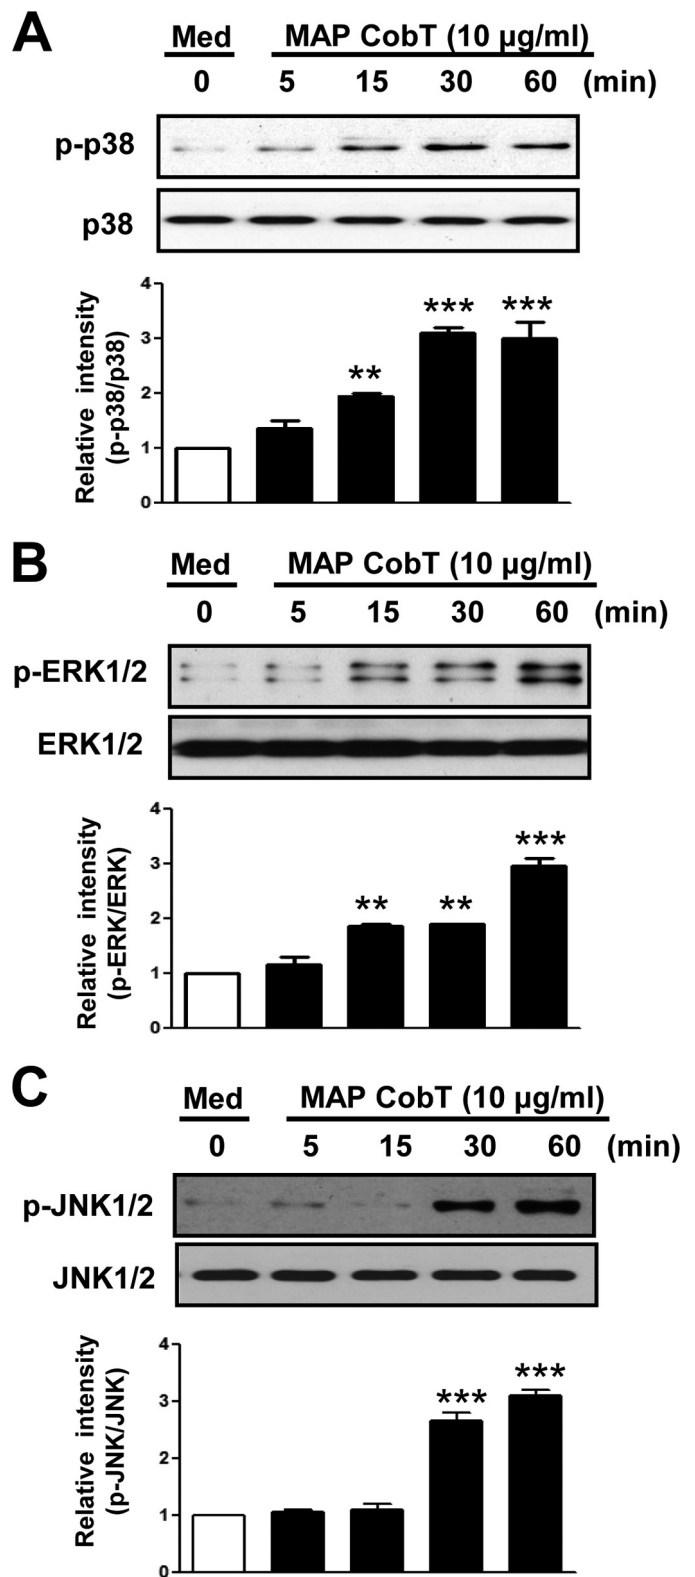 A
Med MAP CobT (10 µg/ml)
0 5 15 30 60 (min)
p-p38
p38
Relative intensity
(p-p38/p38)
4
3
2
1
0
** *** ***
B
Med MAP CobT (10 µg/ml)
0 5 15 30 60 (min)
p-ERK1/2
ERK1/2
Relative intensity
(p-ERK/ERK)
4
3
2
1
0
** ** ***
C
Med MAP CobT (10 µg/ml)
0 5 15 30 60 (min)
p-JNK1/2
JNK1/2
Relative intensity
(p-JNK/JNK)
4
3
2
1
0
*** ***